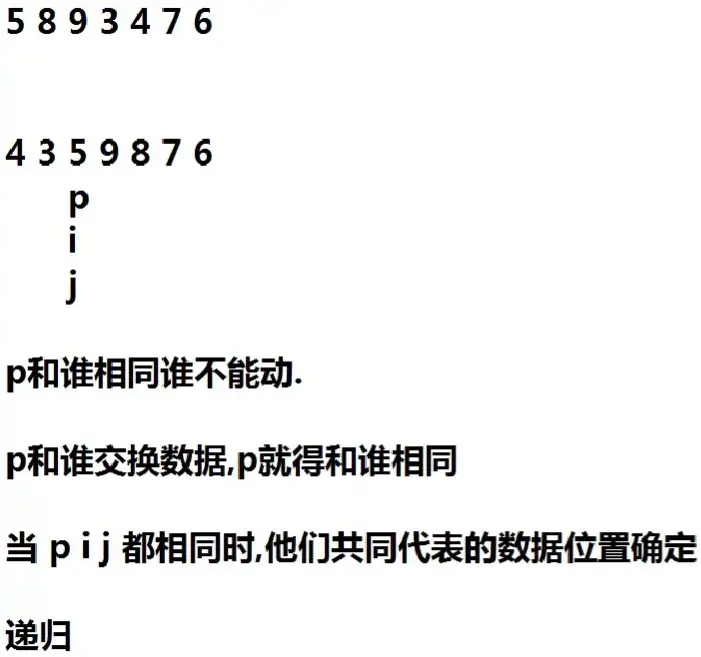 5 8 9 3 4 7 6
4 3 5 9 8 7 6
p
i
j
p和谁相同谁不能动.
p和谁交换数据,p就得和谁相同
当 p i j 都相同时,他们共同代表的数据位置确定
递归